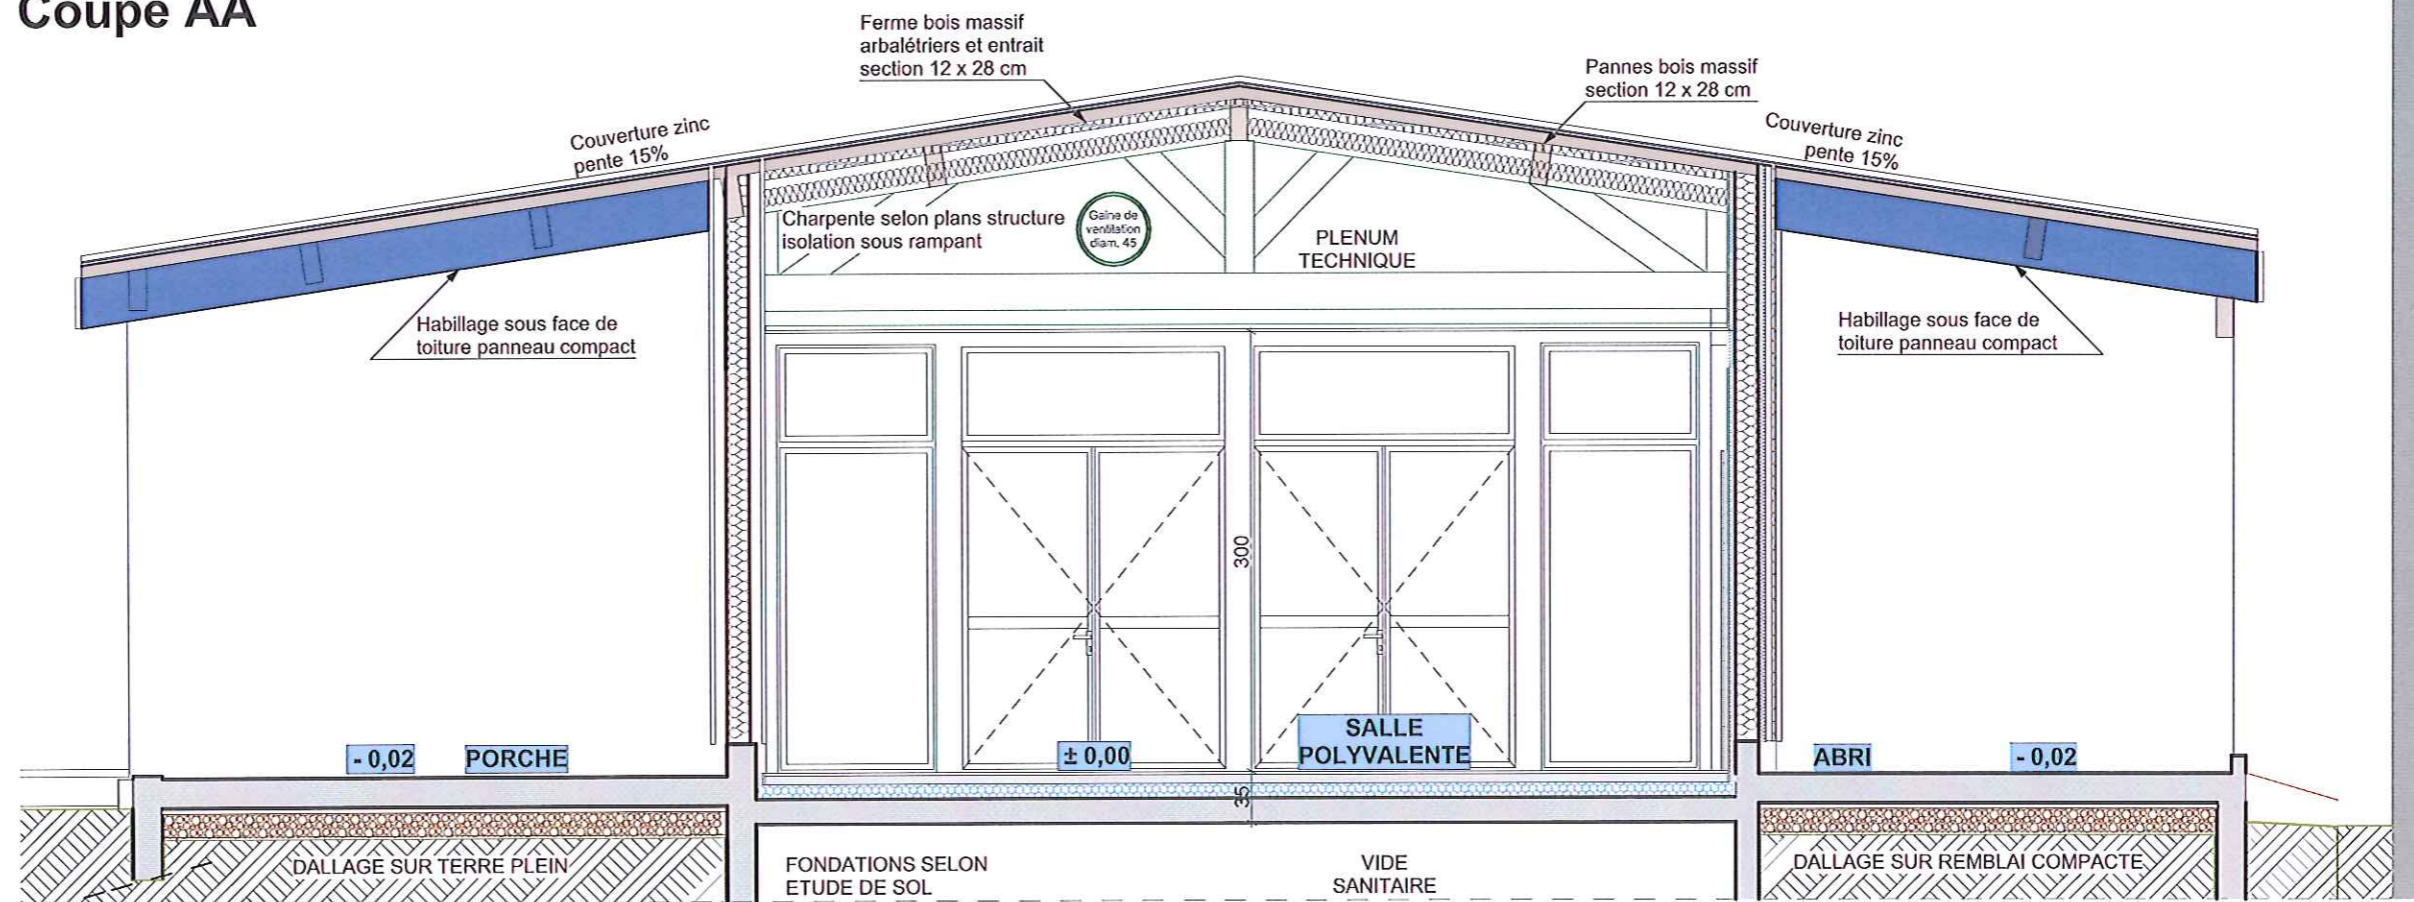 Coupe AA
Ferme bois massif
arbalétriers et entrait
section 12 x 28 cm
Pannes bois massif
section 12 x 28 cm
Couverture zinc
pente 15%
Couverture zinc
pente 15%
Charpente selon plans structure
isolation sous rampant
Gaine de
ventilation
diam. 45
PLENUM
TECHNIQUE
Habillage sous face de
toiture panneau compact
Habillage sous face de
toiture panneau compact
300
- 0,02 PORCHE
± 0,00
SALLE
POLYVALENTE
ABRI - 0,02
35
DALLAGE SUR TERRE PLEIN
FONDATIONS SELON
ETUDE DE SOL
VIDE
SANITAIRE
DALLAGE SUR REMBLAI COMPACTE